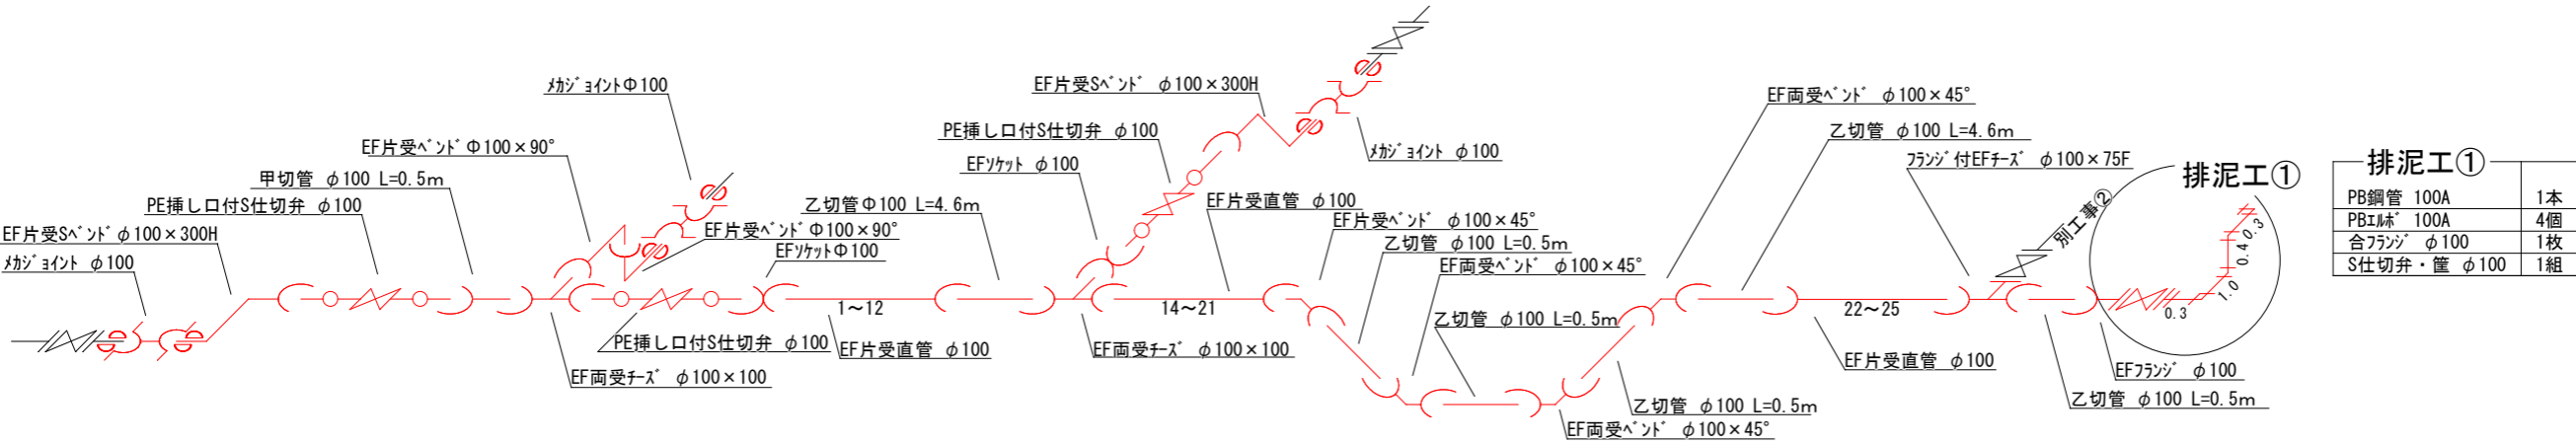 メカジョイントΦ100
EF片受Sベンド φ100×300H
EF両受ベンド φ100×45°
EF片受ベンドΦ100×90°
PE挿し口付S仕切弁 φ100
乙切管 φ100 L=4.6m
甲切管 φ100 L=0.5m
EFソケット φ100
メカジョイント φ100
フランジ付EFチーズ φ100×75F
排泥工①
排泥工①
PE挿し口付S仕切弁 φ100
乙切管Φ100 L=4.6m
EF片受直管 φ100
別工事②
PB鋼管 100A 1本
EF片受Sベンド φ100×300H
EF片受ベンドΦ100×90°
EF片受ベンド φ100×45°
PBエルボ 100A 4個
メカジョイント φ100
EFソケットΦ100
乙切管 φ100 L=0.5m
合フランジ φ100 1枚
EF両受ベンド φ100×45°
S仕切弁・筐 φ100 1組
0.3
0.4
1.0
0.3
1～12
14～21
22～25
乙切管 φ100 L=0.5m
PE挿し口付S仕切弁 φ100
EF片受直管 φ100
EF両受チーズ φ100×100
EF片受直管 φ100
EFフランジ φ100
EF両受チーズ φ100×100
乙切管 φ100 L=0.5m
乙切管 φ100 L=0.5m
EF両受ベンド φ100×45°